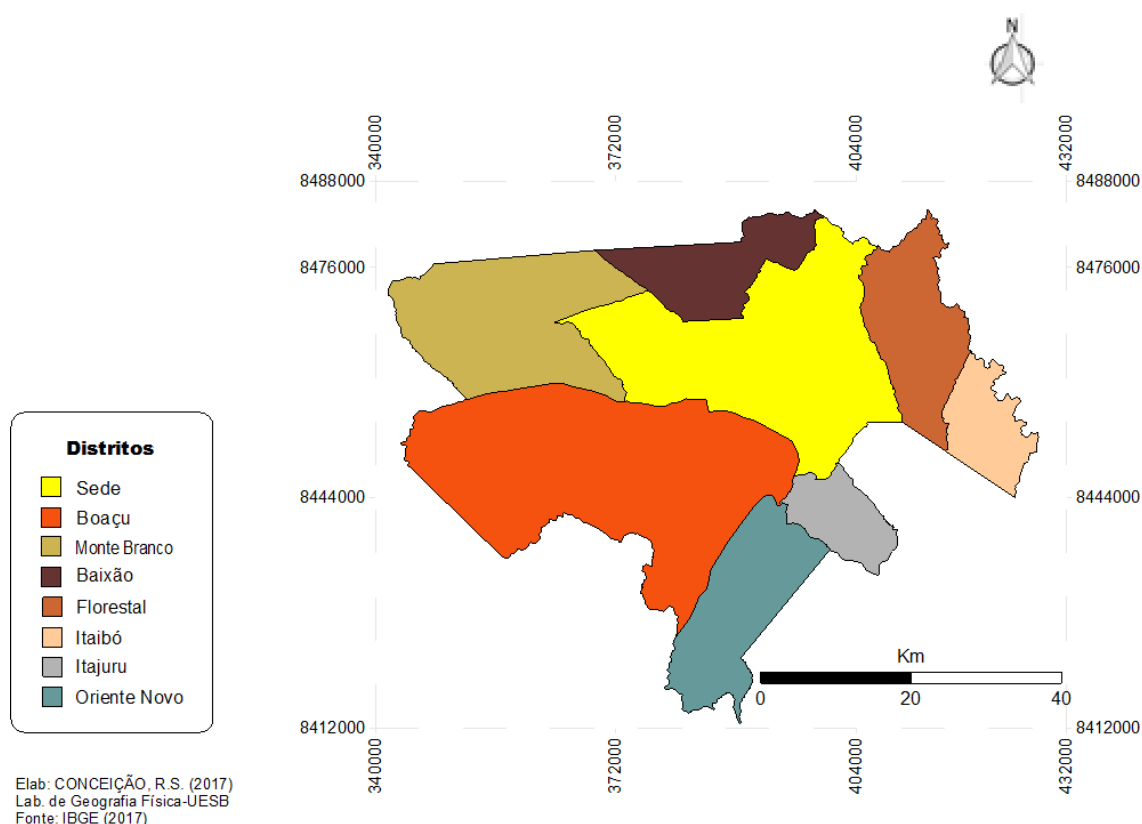 N
340000
372000
404000
432000
8488000
8488000
8476000
8476000
8444000
8444000
8412000
8412000
340000
372000
404000
432000
Km
0
20
40
Distritos
Sede
Boaçu
Monte Branco
Baixão
Florestal
Itaibó
Itajuru
Oriente Novo
Elab: CONCEIÇÃO, R.S. (2017)
Lab. de Geografia Física-UESB
Fonte: IBGE (2017)